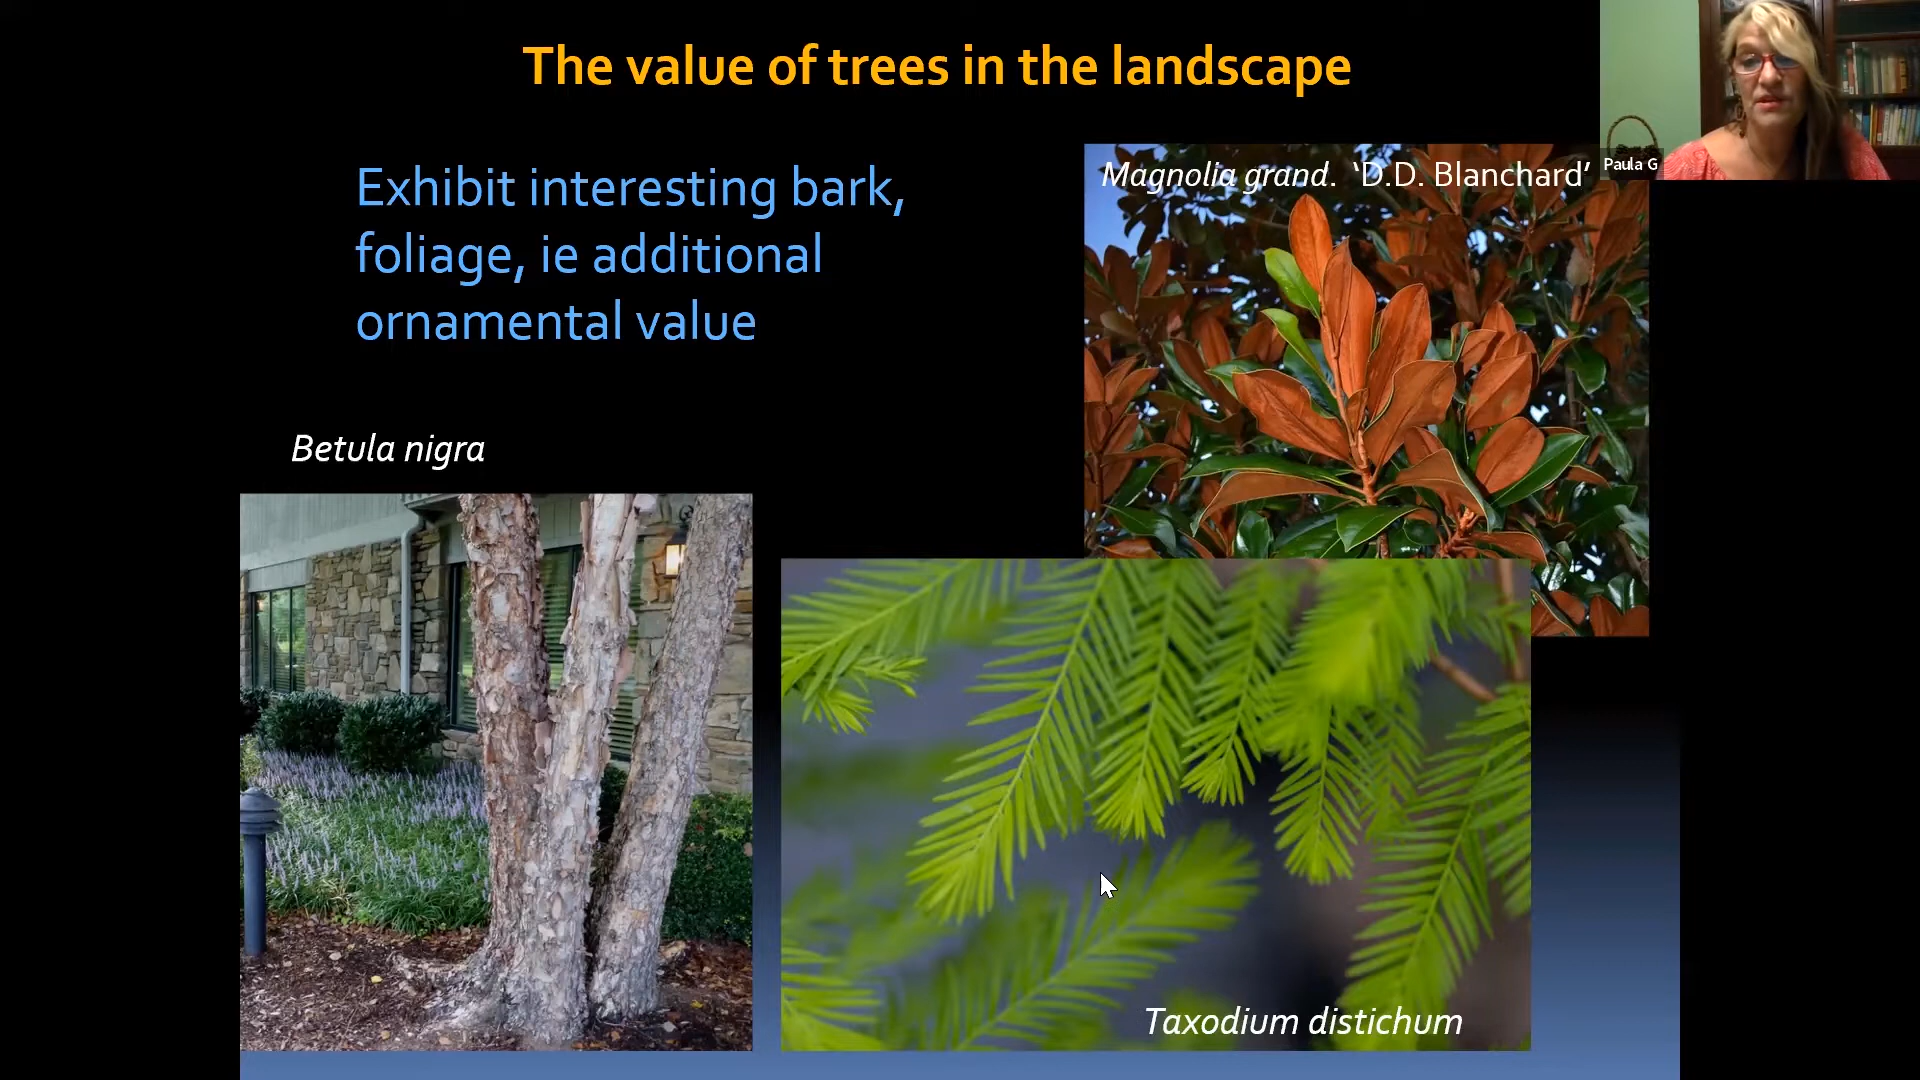 The value of trees in the landscape
Exhibit interesting bark,
foliage, ie additional
ornamental value
Magnolia grand. ‘D.D. Blanchard’
Paula G
Betula nigra
Taxodium distichum